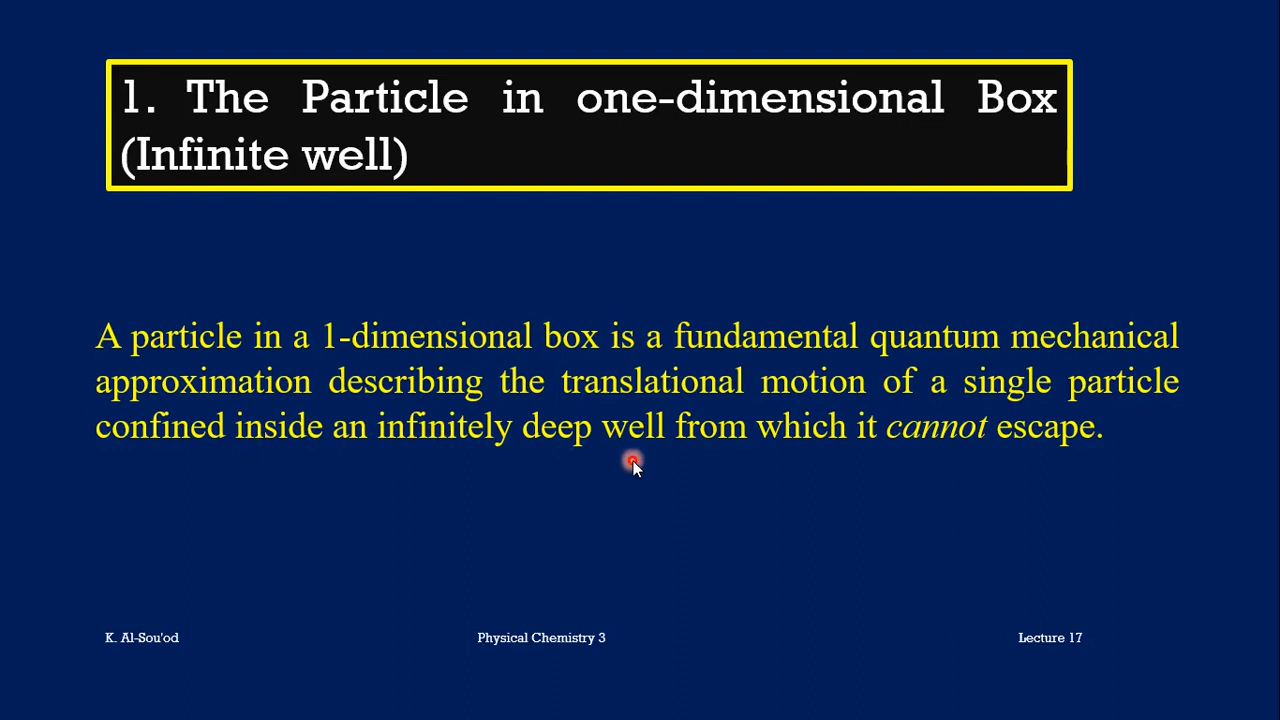 1. The Particle in one-dimensional Box
(Infinite well)
A particle in a 1-dimensional box is a fundamental quantum mechanical
approximation describing the translational motion of a single particle
confined inside an infinitely deep well from which it cannot escape.
K. Al-Sou'od
Physical Chemistry 3
Lecture 17